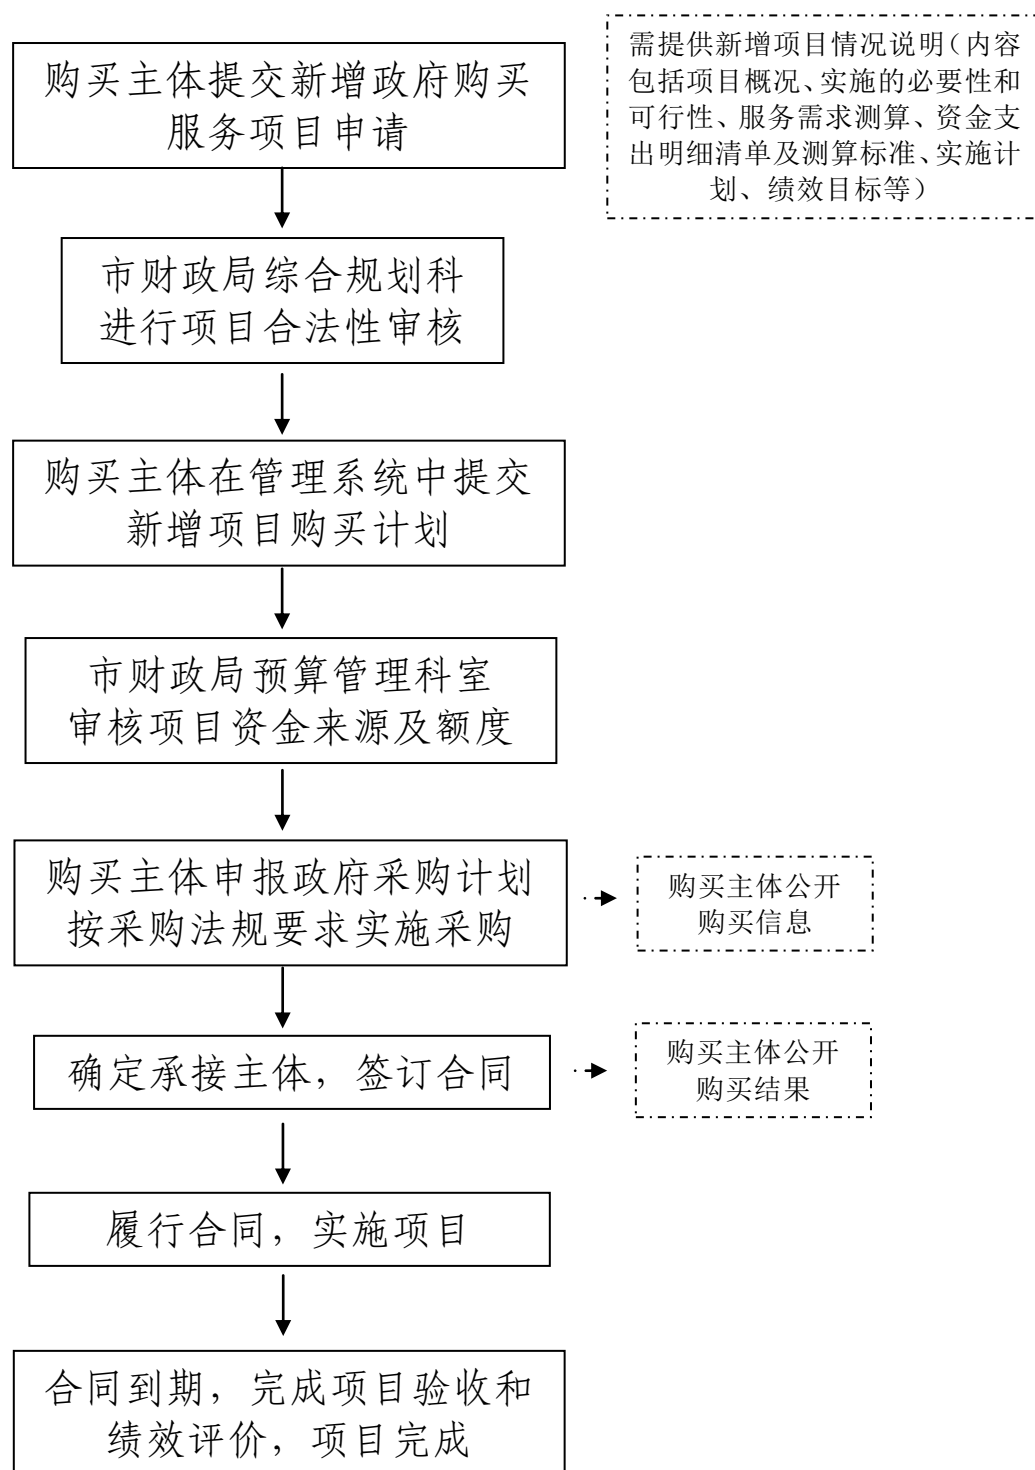 购买主体提交新增政府购买
服务项目申请
需提供新增项目情况说明（内容
包括项目概况、实施的必要性和
可行性、服务需求测算、资金支
出明细清单及测算标准、实施计
划、绩效目标等）
市财政局综合规划科
进行项目合法性审核
购买主体在管理系统中提交
新增项目购买计划
市财政局预算管理科室
审核项目资金来源及额度
购买主体申报政府采购计划
按采购法规要求实施采购
购买主体公开
购买信息
确定承接主体，签订合同
购买主体公开
购买结果
履行合同，实施项目
合同到期，完成项目验收和
绩效评价，项目完成